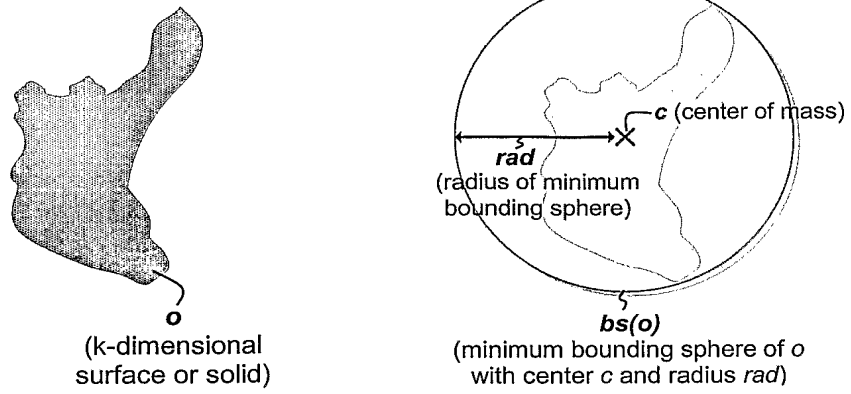 o
(k-dimensional
surface or solid)
c (center of mass)
rad
(radius of minimum
bounding sphere)
bs(o)
(minimum bounding sphere of o
with center c and radius rad)